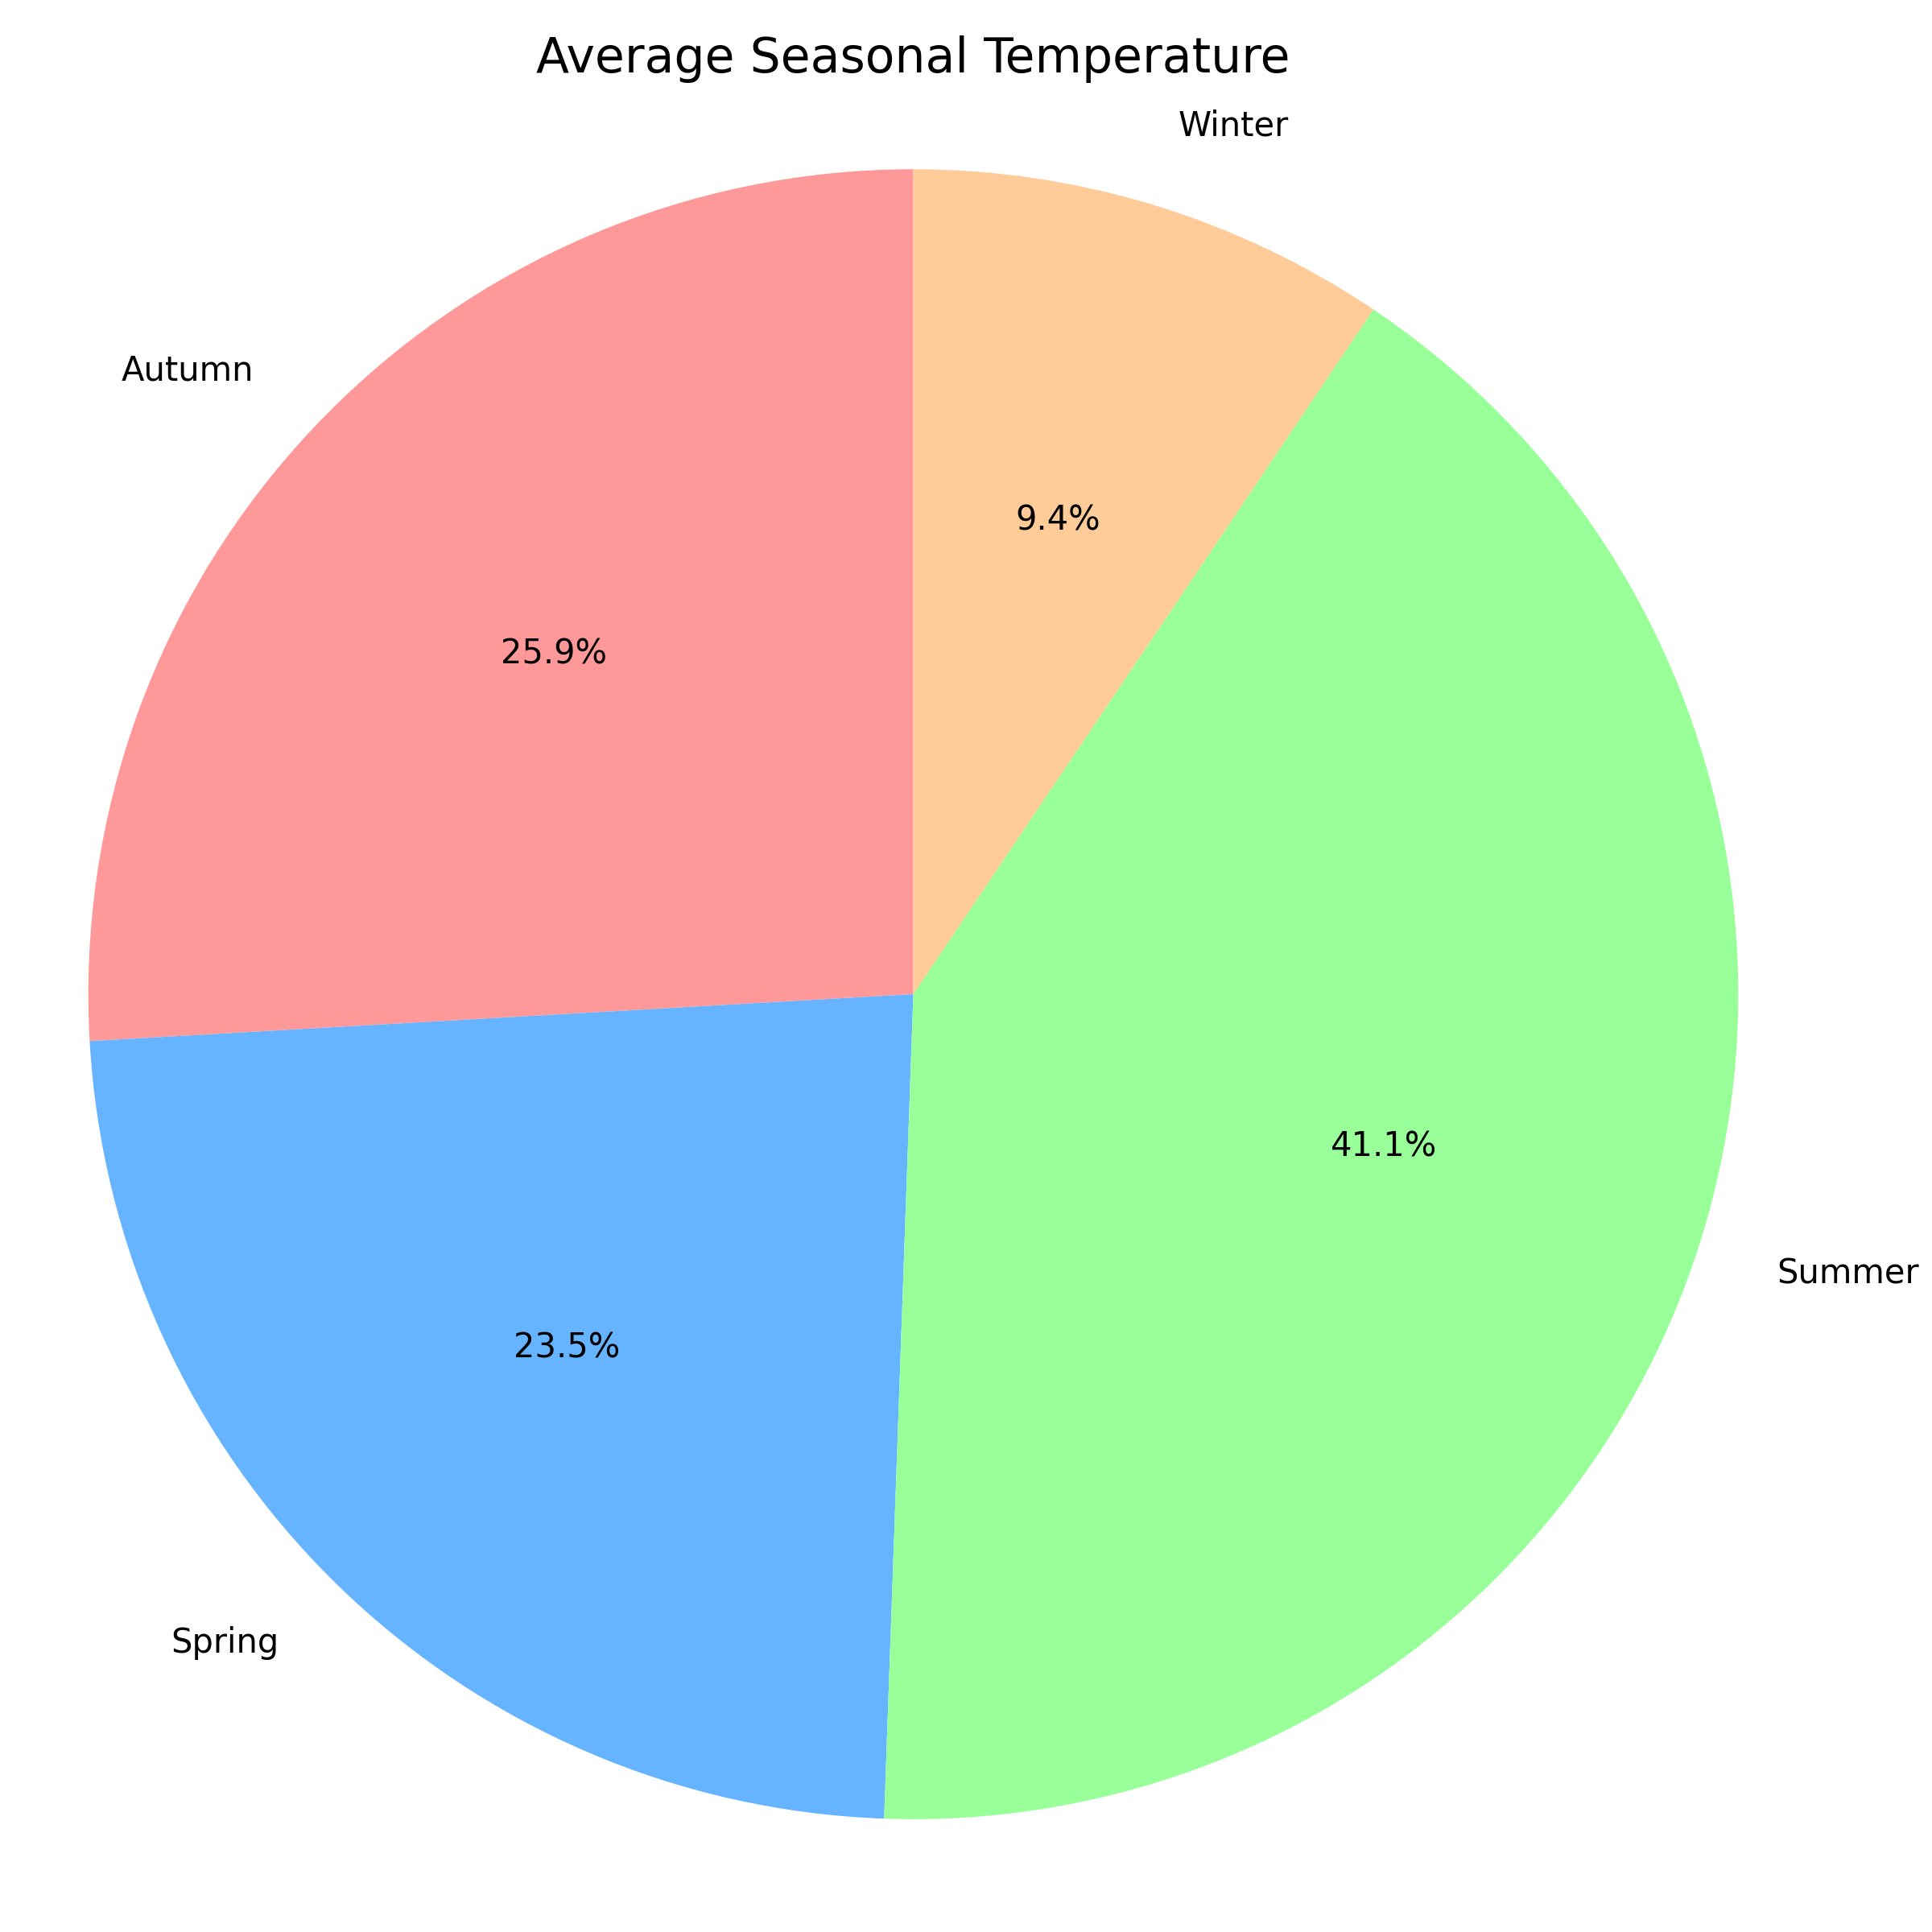 Average Seasonal Temperature
Winter
Autumn
9.4%
25.9%
41.1%
Summer
23.5%
Spring